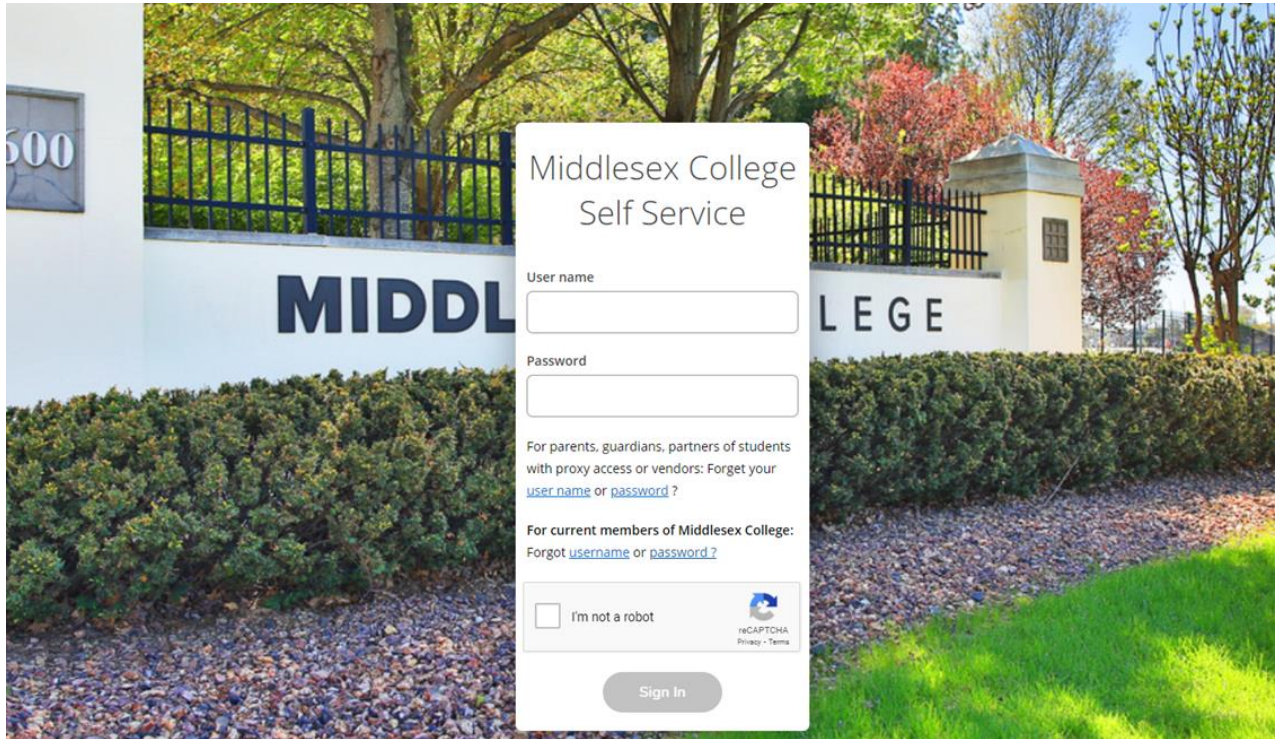 600
MIDDL
LEGE
Middlesex College
Self Service
User name
Password
For parents, guardians, partners of students
with proxy access or vendors: Forget your
user name or password ?
For current members of Middlesex College:
Forgot username or password ?
I'm not a robot
reCAPTCHA
Privacy - Terms
Sign In